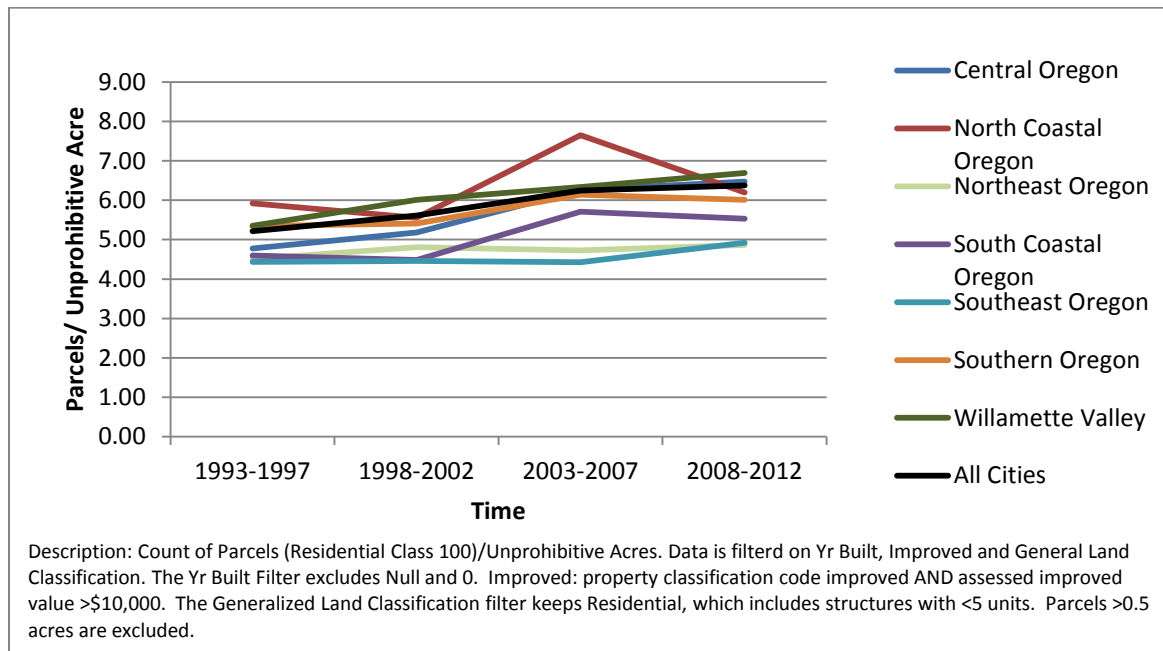 9.00
8.00
7.00
6.00
5.00
4.00
3.00
2.00
1.00
0.00
Parcels/ Unprohibitive Acre
1993-1997
1998-2002
2003-2007
2008-2012
Time
Central Oregon
North Coastal
Oregon
Northeast Oregon
South Coastal
Oregon
Southeast Oregon
Southern Oregon
Willamette Valley
All Cities
Description: Count of Parcels (Residential Class 100)/Unprohibitive Acres. Data is filterd on Yr Built, Improved and General Land
Classification. The Yr Built Filter excludes Null and 0.  Improved: property classification code improved AND assessed improved
value >$10,000.  The Generalized Land Classification filter keeps Residential, which includes structures with <5 units.  Parcels >0.5
acres are excluded.